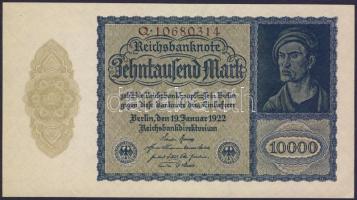 Q·10680314
Reichsbanknote
Zehntausend Mark
zahlt die Reichsbankhauptkasse in Berlin
gegen diese Banknote dem Einlieferer
Berlin, den 19. Januar 1922
Reichsbankdirektorium
10000